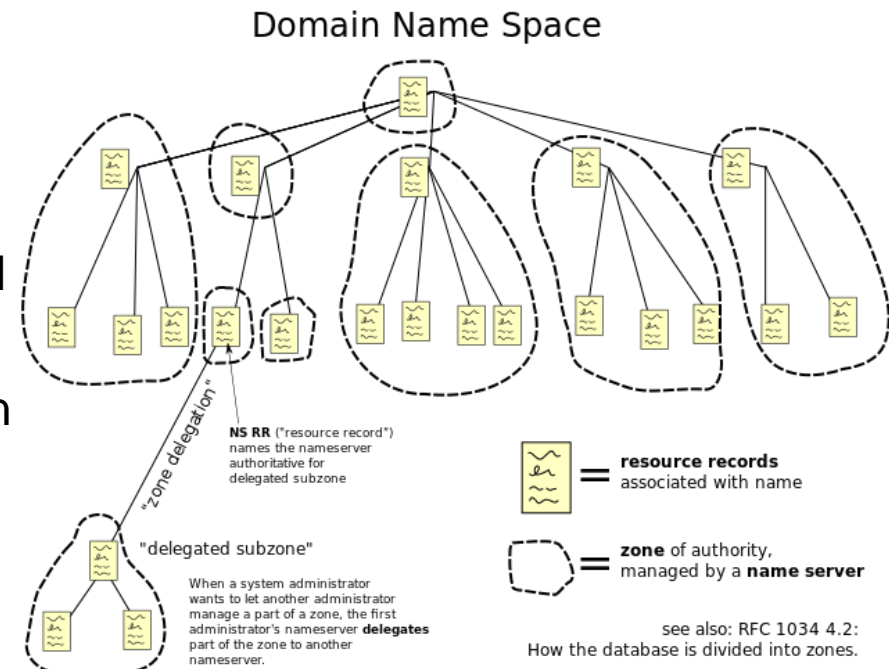 Domain Name Space
"zone delegation"
NS RR ("resource record")
names the nameserver
authoritative for
delegated subzone
"delegated subzone"
When a system administrator
wants to let another administrator
manage a part of a zone, the first
administrator's nameserver delegates
part of the zone to another
nameserver.
resource records
associated with name
zone of authority,
managed by a name server
see also: RFC 1034 4.2:
How the database is divided into zones.